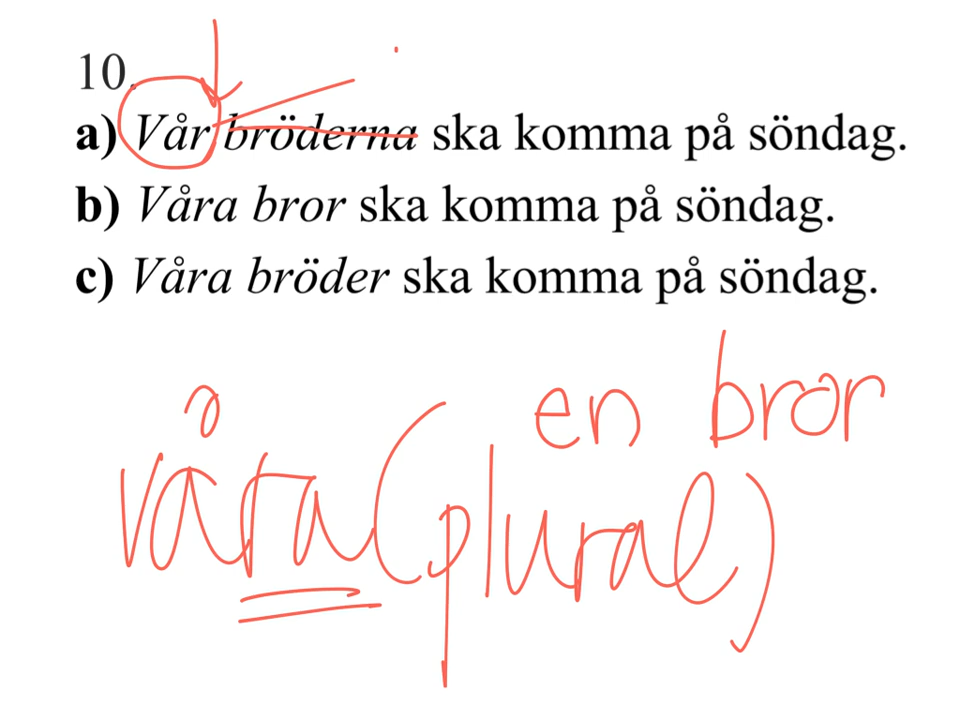 10.
a) Vår bröderna ska komma på söndag.
b) Våra bror ska komma på söndag.
c) Våra bröder ska komma på söndag.
en bror
våra (plural)